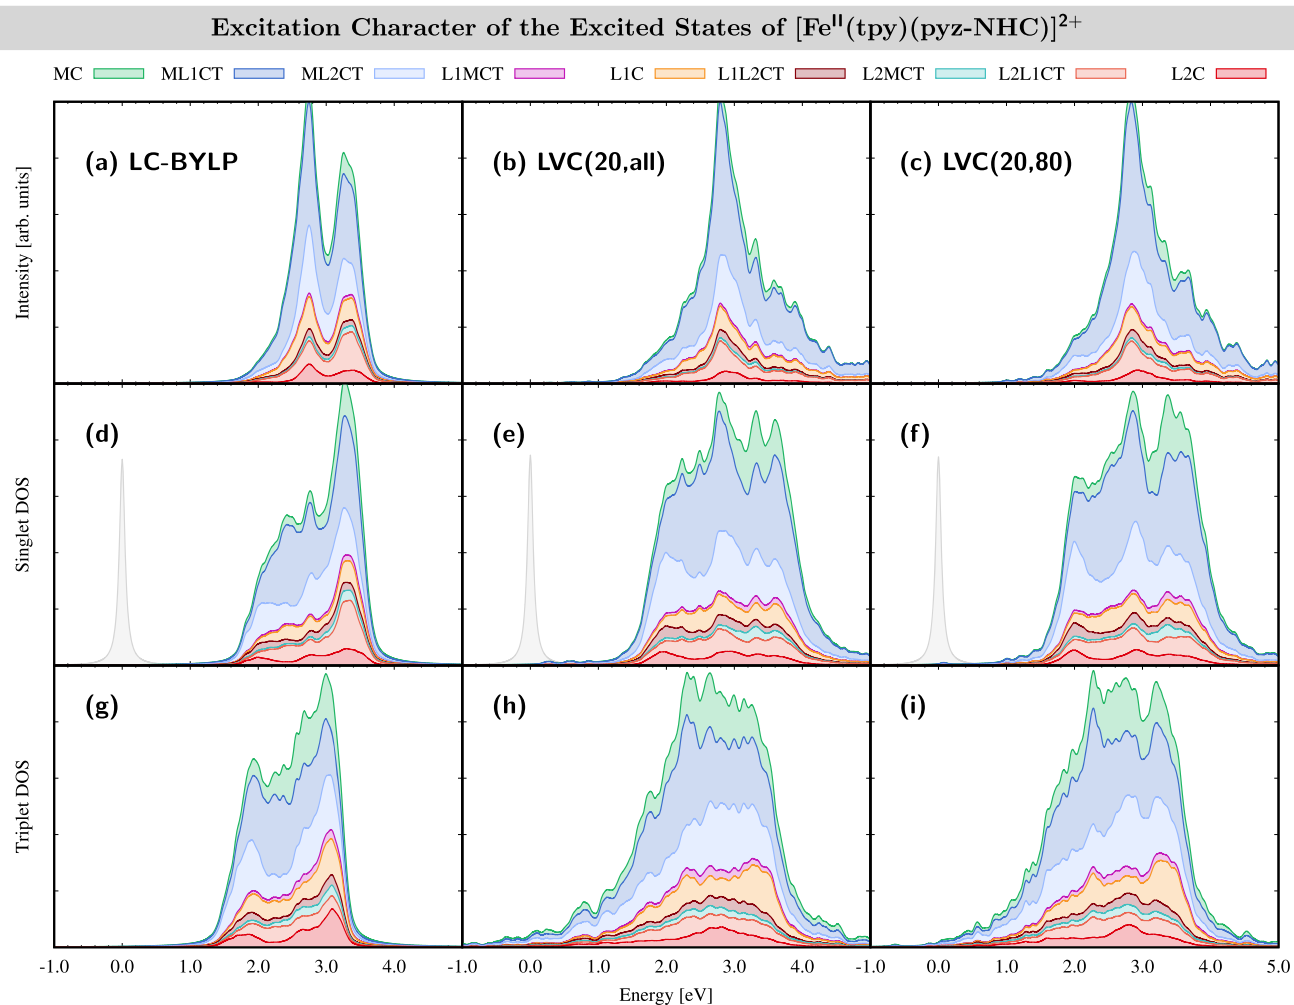 Excitation Character of the Excited States of [Feᴵᴵ(tpy)(pyz-NHC)]²⁺
MC ML1CT ML2CT L1MCT L1C L1L2CT L2MCT L2L1CT L2C
Intensity [arb. units]
(a) LC-BYLP
(b) LVC(20,all)
(c) LVC(20,80)
Singlet DOS
(d)
(e)
(f)
Triplet DOS
(g)
(h)
(i)
-1.0 0.0 1.0 2.0 3.0 4.0 -1.0 0.0 1.0 2.0 3.0 4.0 -1.0 0.0 1.0 2.0 3.0 4.0 5.0
Energy [eV]